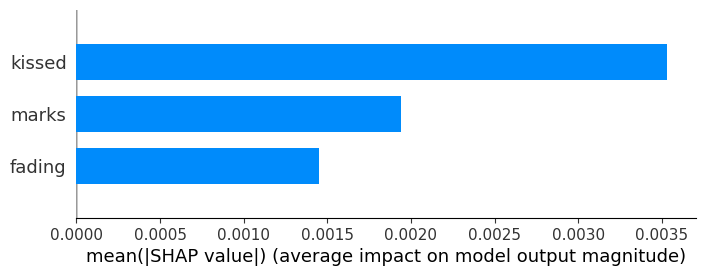 kissed
marks
fading
0.0000 0.0005 0.0010 0.0015 0.0020 0.0025 0.0030 0.0035
mean(|SHAP value|) (average impact on model output magnitude)